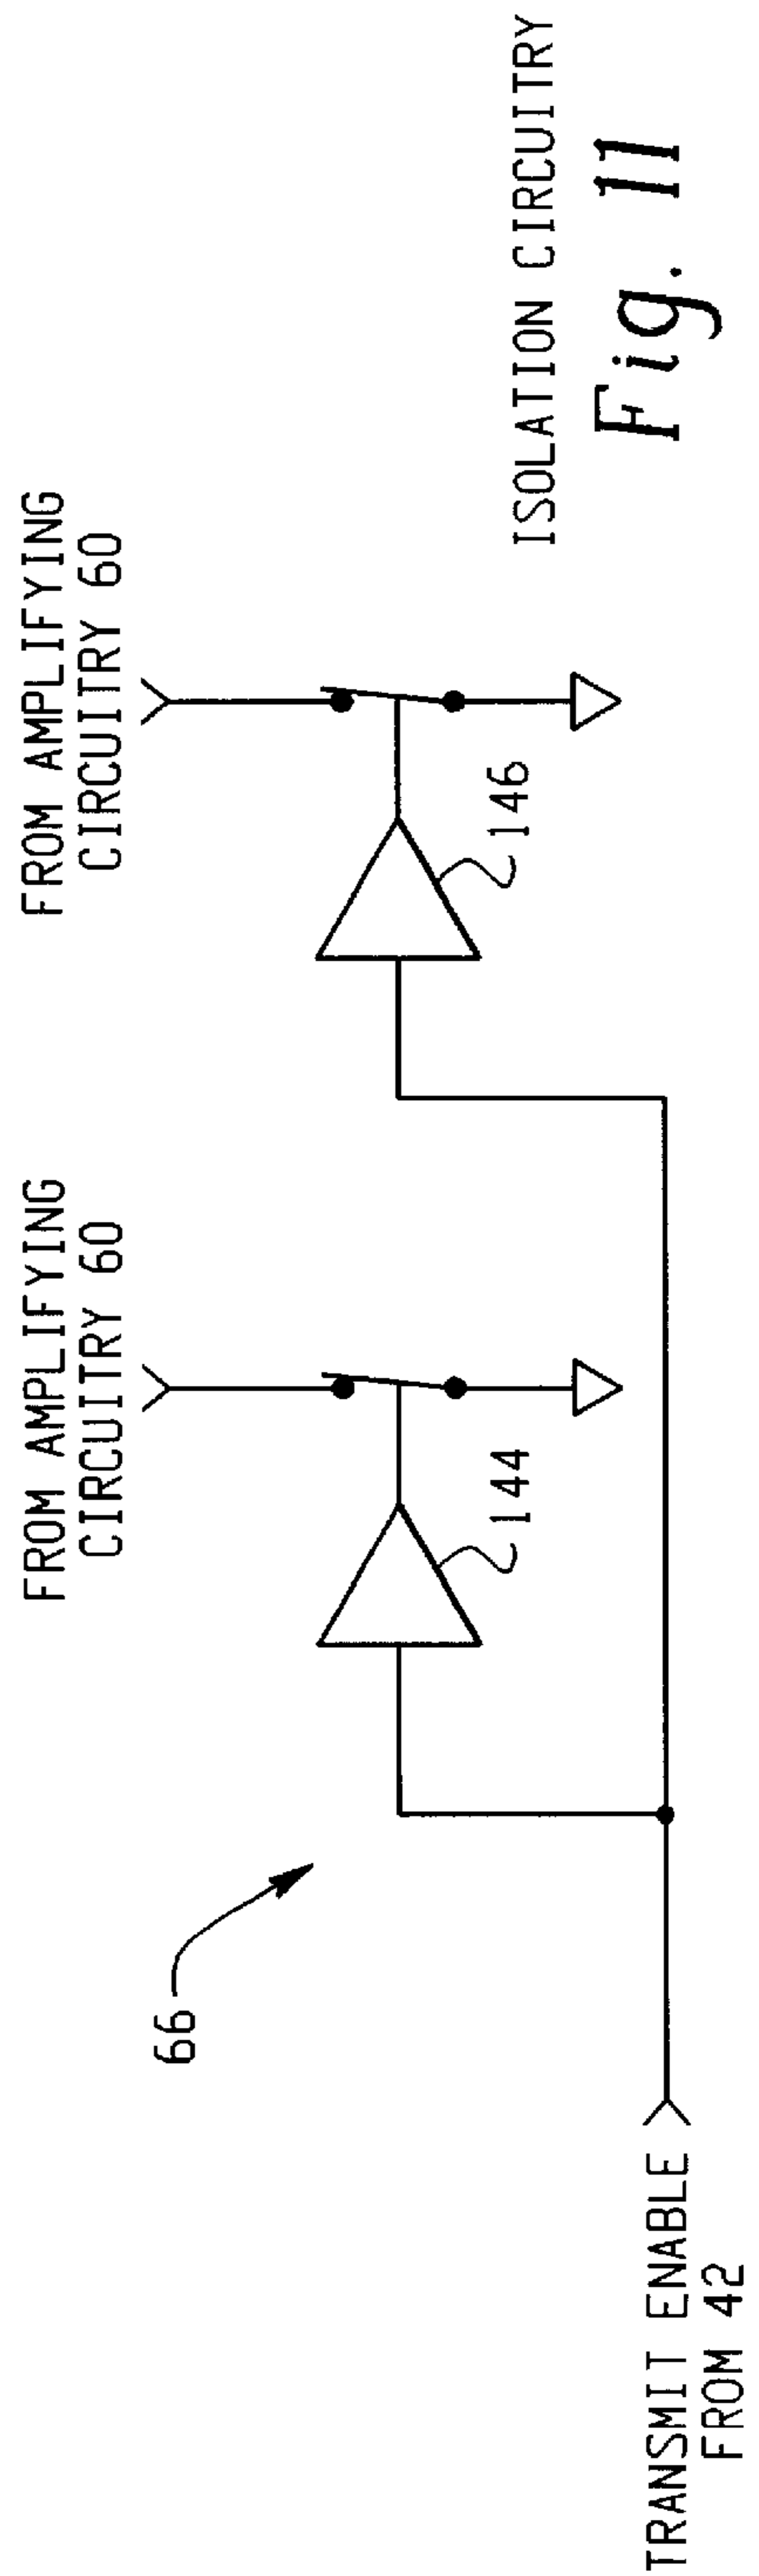 FROM AMPLIFYING
CIRCUITRY 60
FROM AMPLIFYING
CIRCUITRY 60
66
144
146
TRANSMIT ENABLE
FROM 42
ISOLATION CIRCUITRY
Fig. 11